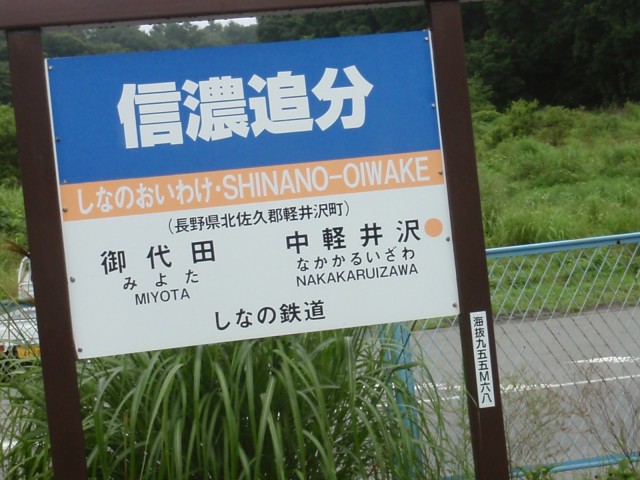 信濃追分
しなのおいわけ・SHINANO-OIWAKE
(長野県北佐久郡軽井沢町)
御代田 中軽井沢
みよた なかかるいざわ
MIYOTA NAKAKARUIZAWA
しなの鉄道
海抜九五五M六八